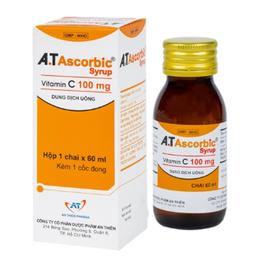 A.T Ascorbic®
Syrup
Vitamin C 100 mg
DUNG DỊCH UỐNG
Hộp 1 chai x 60 ml
Kèm 1 cốc đong
AT
AN THIEN PHARMA
CÔNG TY CỔ PHẦN DƯỢC PHẨM AN THIÊN
A.T Ascorbic®
Syrup
Vitamin C 100 mg
DUNG DỊCH UỐNG
CHAI 60 ml